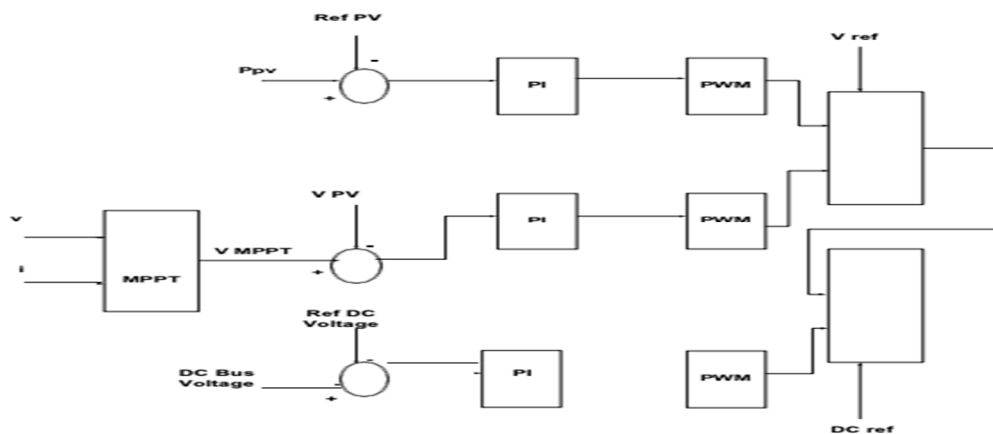 Ref PV
V ref
Ppv
-
+
PI
PWM
V PV
v
-
PI
PWM
V MPPT
+
i
MPPT
Ref DC
Voltage
-
DC Bus
Voltage
-
+
PI
PWM
DC ref